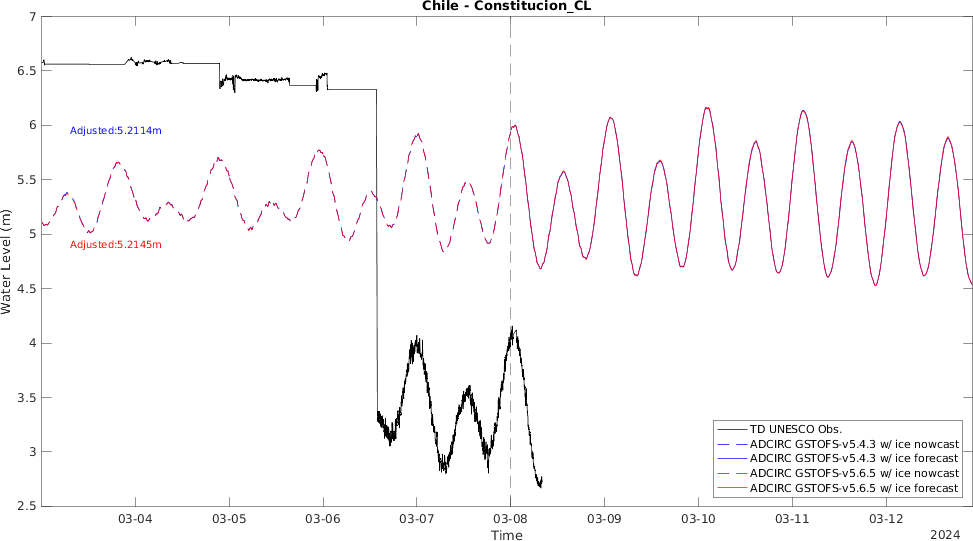 Chile - Constitucion_CL
7
6.5
6
5.5
5
4.5
4
3.5
3
2.5
Water Level (m)
Adjusted:5.2114m
Adjusted:5.2145m
TD UNESCO Obs.
ADCIRC GSTOFS-v5.4.3 w/ ice nowcast
ADCIRC GSTOFS-v5.4.3 w/ ice forecast
ADCIRC GSTOFS-v5.6.5 w/ ice nowcast
ADCIRC GSTOFS-v5.6.5 w/ ice forecast
03-04 03-05 03-06 03-07 03-08 03-09 03-10 03-11 03-12
Time
2024